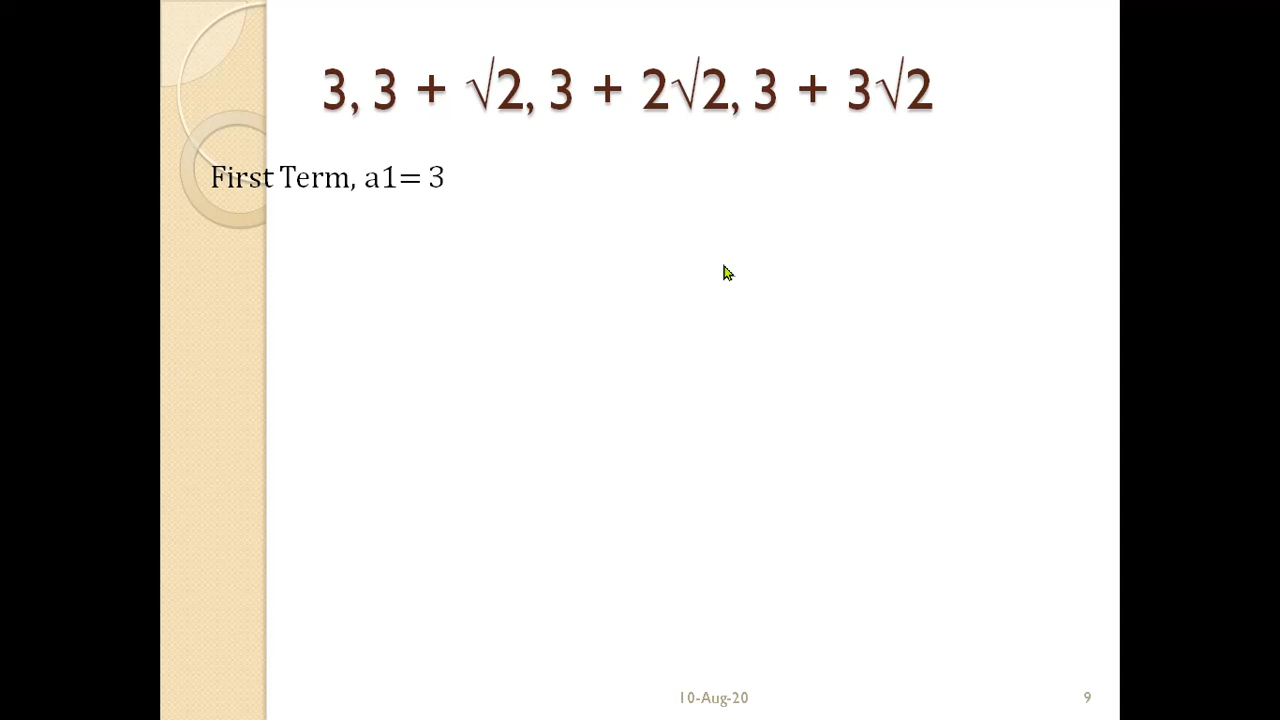 3, 3 + √2, 3 + 2√2, 3 + 3√2
First Term, a1= 3
10-Aug-20
9